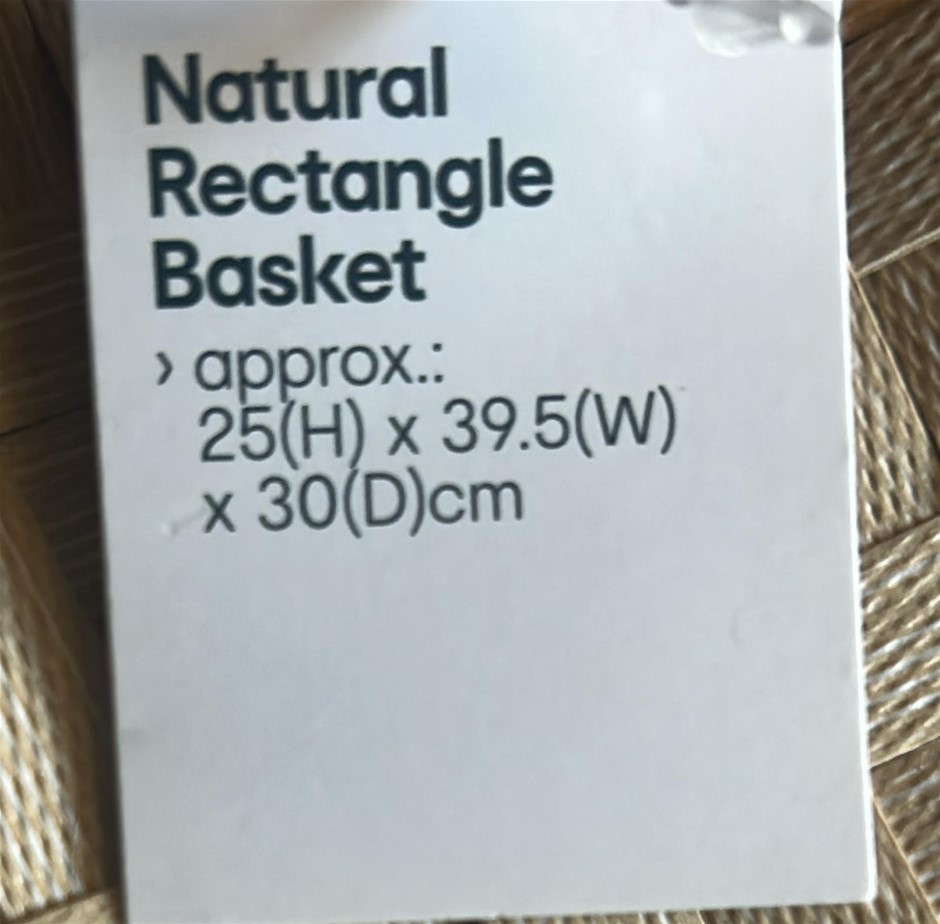 Natural
Rectangle
Basket
› approx.:
25(H) x 39.5(W)
x 30(D)cm